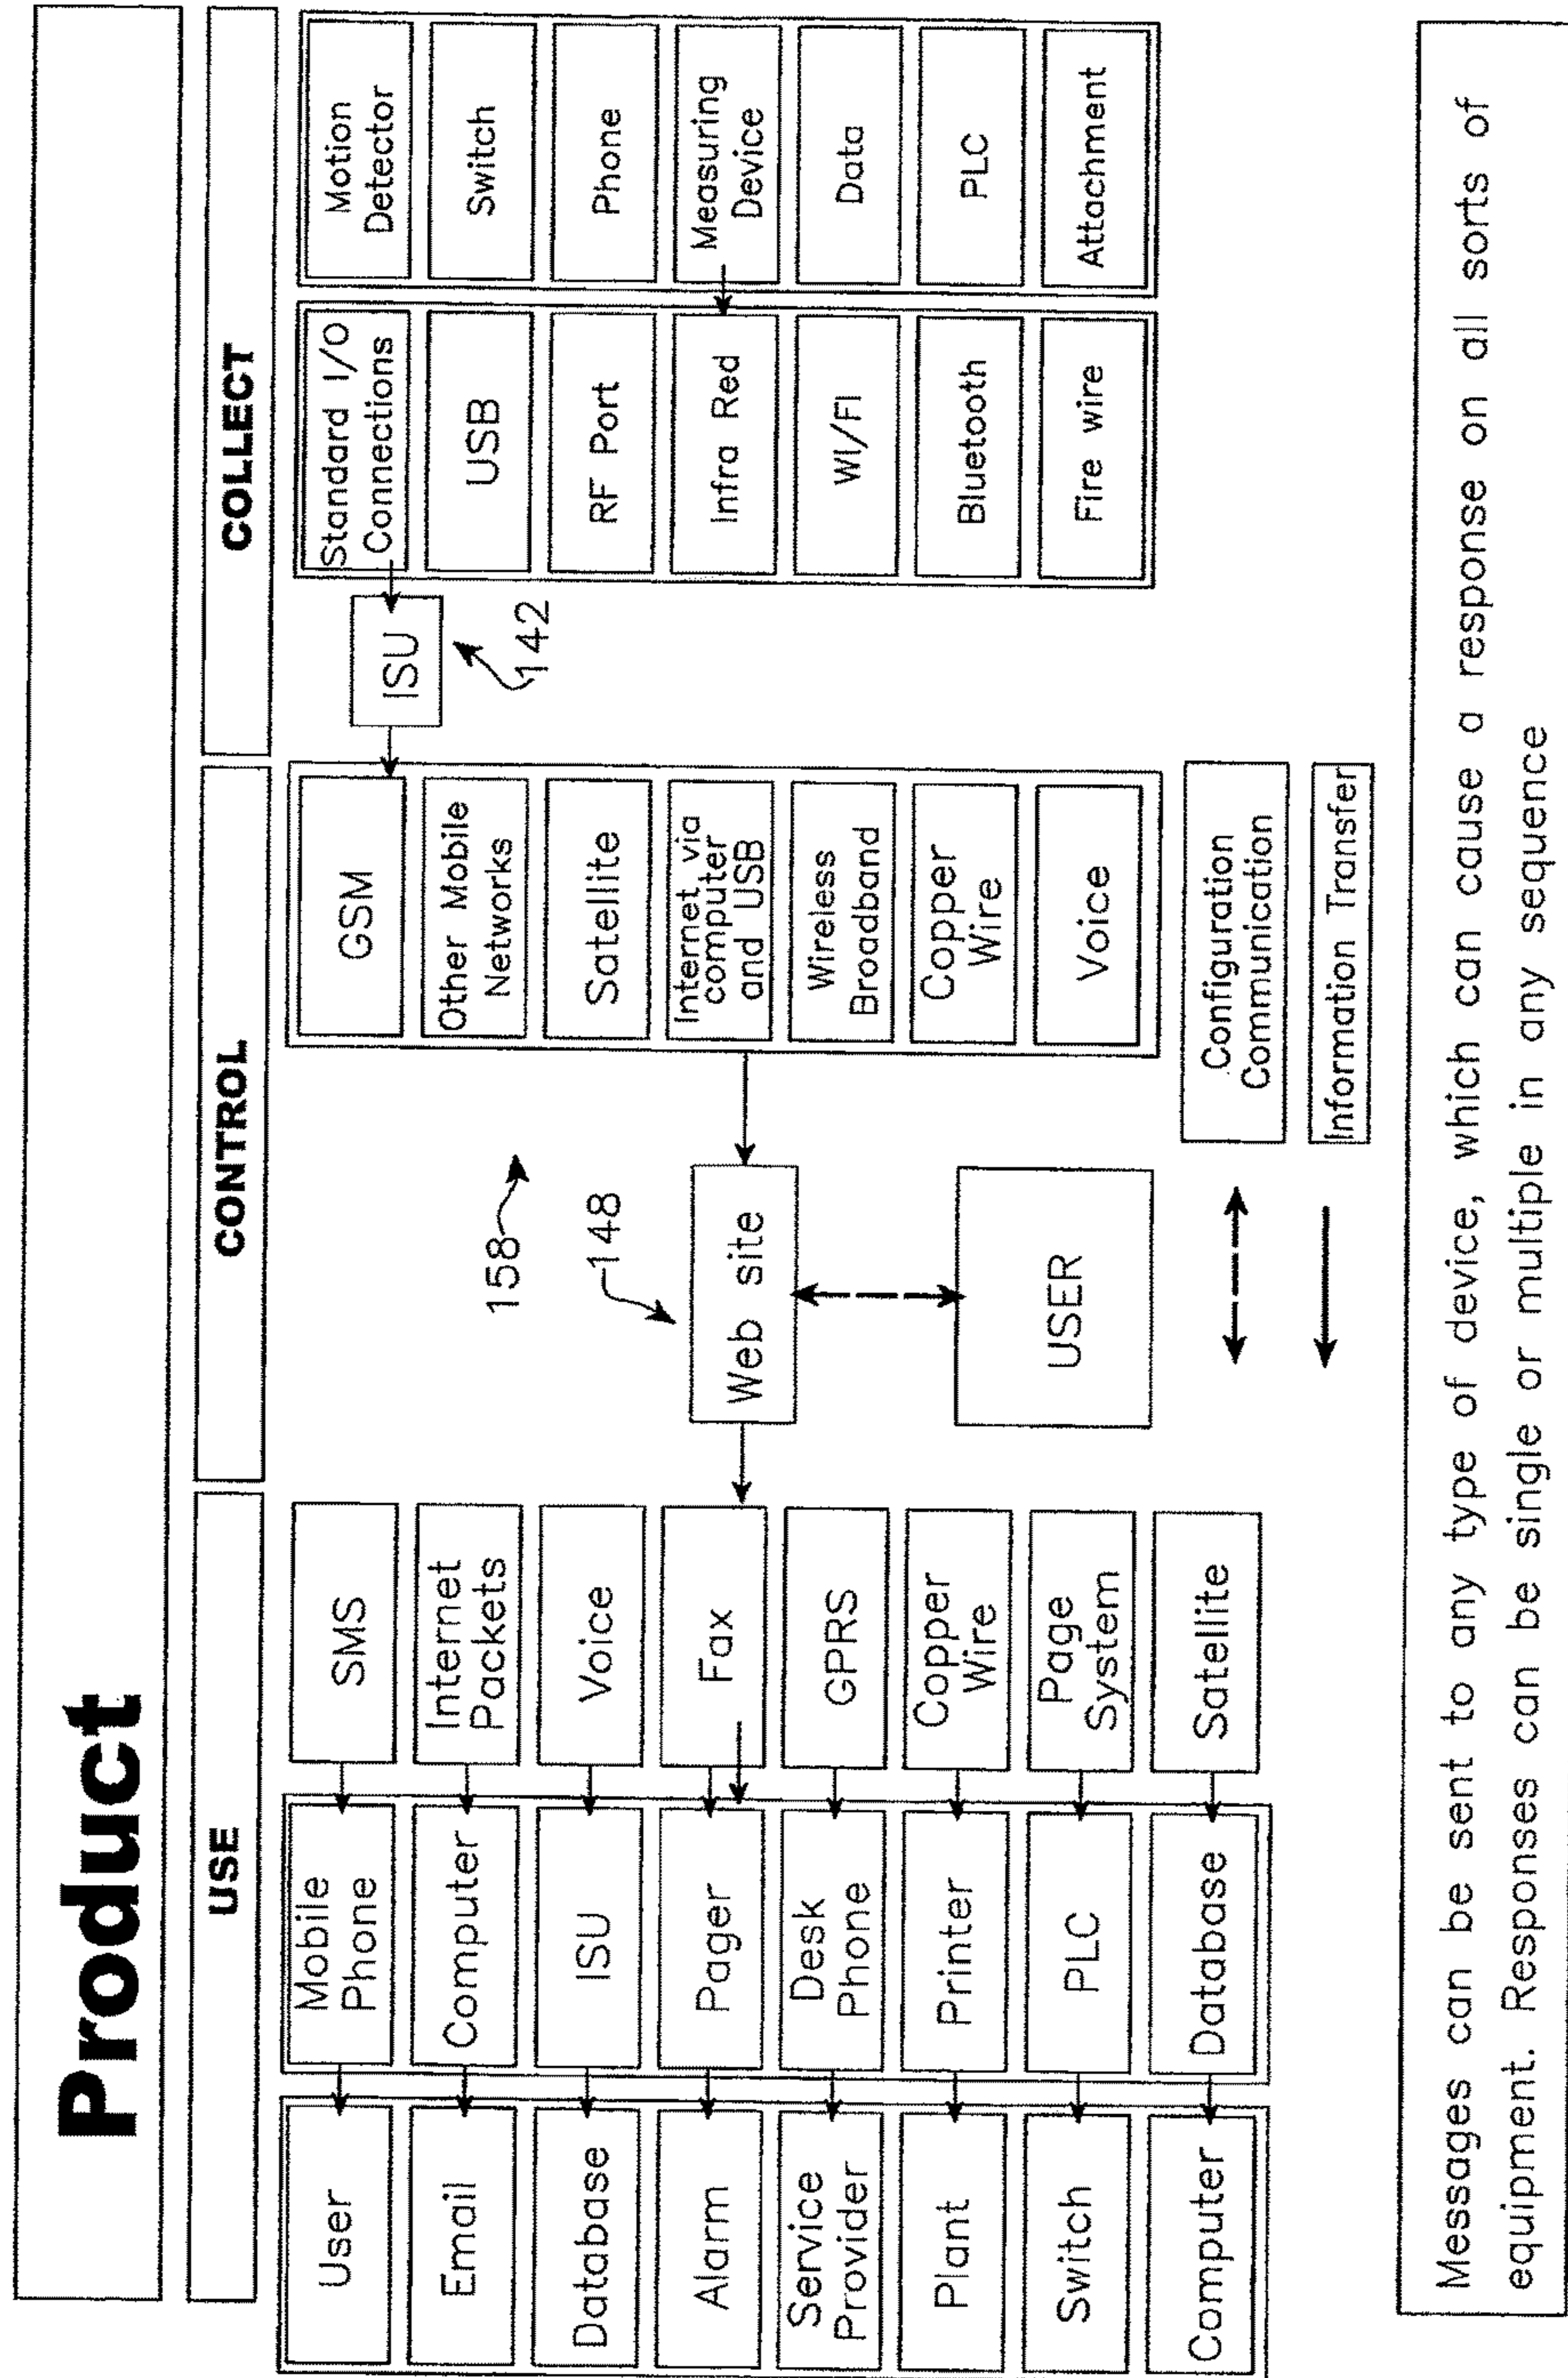 Product
USE
CONTROL
COLLECT
User
Email
Database
Alarm
Service
Provider
Plant
Switch
Computer
Mobile
Phone
Computer
ISU
Pager
Desk
Phone
Printer
PLC
Database
SMS
Internet
Packets
Voice
Fax
GPRS
Copper
Wire
Page
System
Satellite
158
148
Web site
USER
GSM
Other Mobile
Networks
Satellite
Internet via
computer
and USB
Wireless
Broadband
Copper
Wire
Voice
Configuration
Communication
Information Transfer
ISU
142
Standard I/O
Connections
USB
RF Port
Infra Red
WI/FI
Bluetooth
Fire wire
Motion
Detector
Switch
Phone
Measuring
Device
Data
PLC
Attachment
Messages can be sent to any type of device, which can cause a response on all sorts of
equipment. Responses can be single or multiple in any sequence